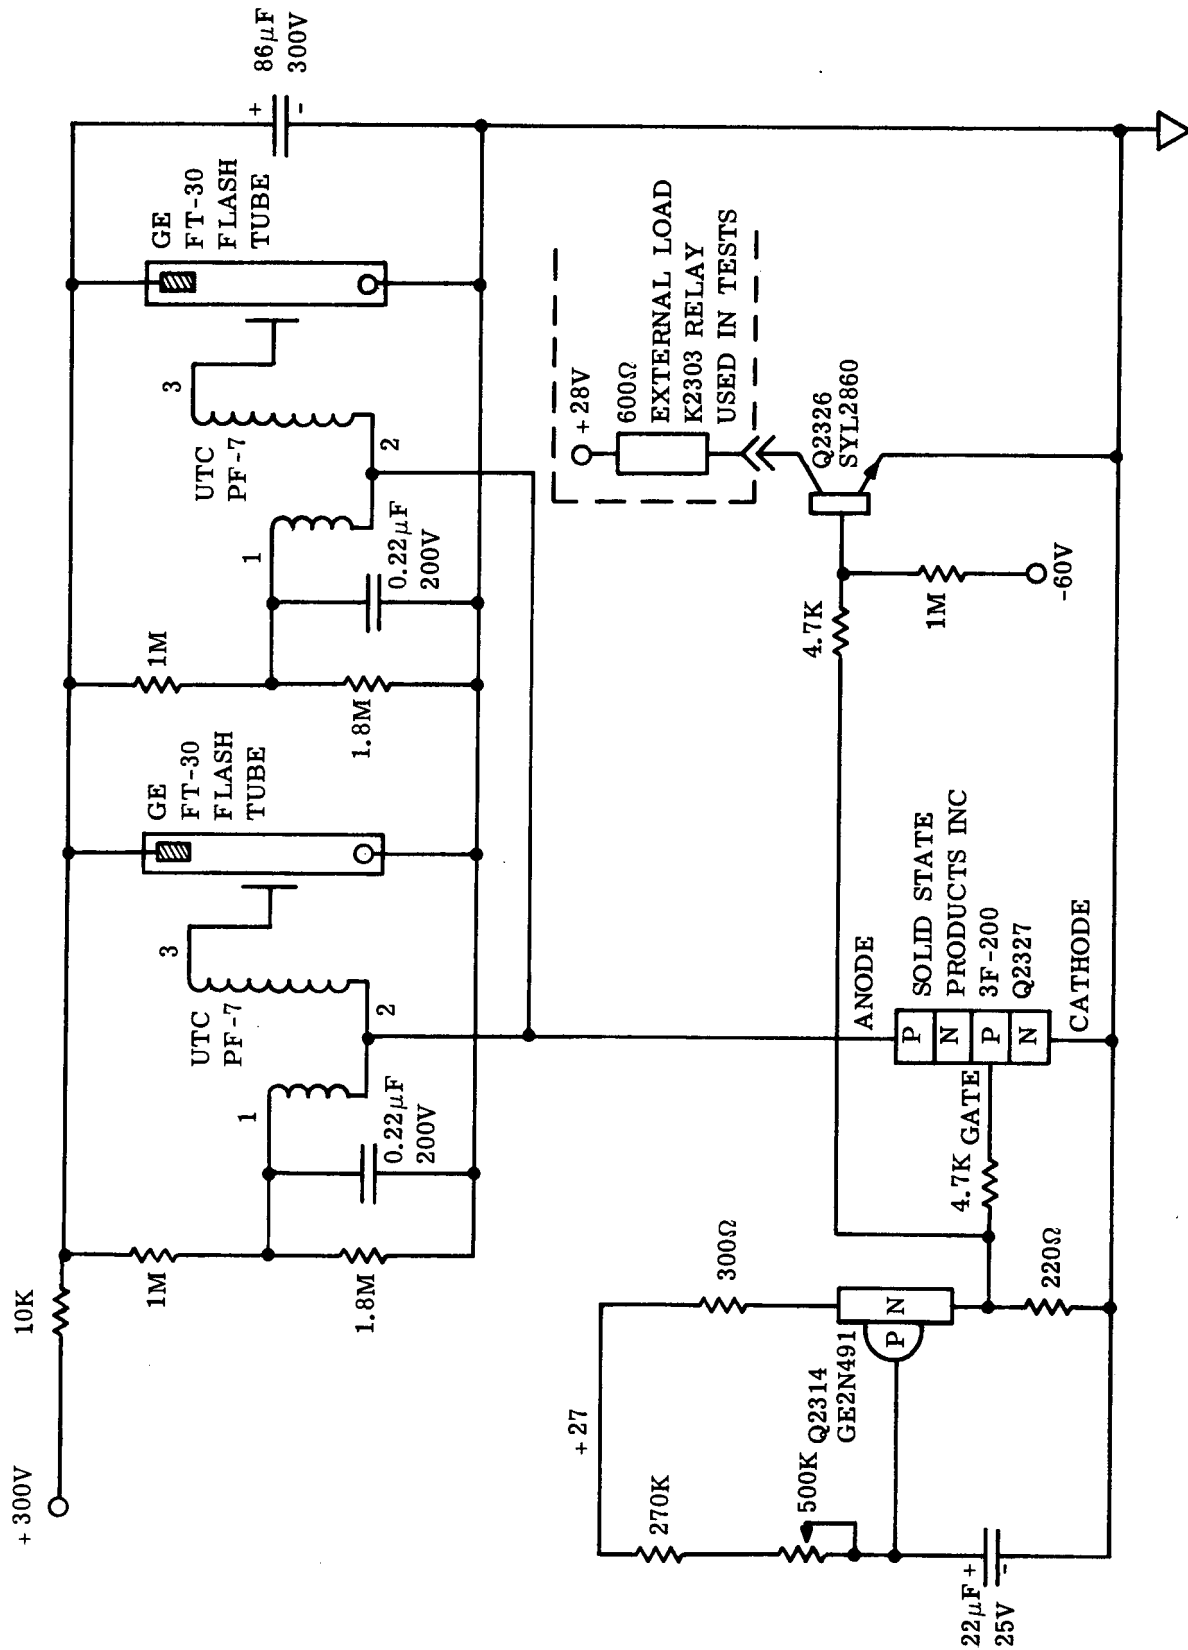 +300V
10K
1M
1.8M
1
0.22µF
200V
UTC
PF-7
2
3
GE
FT-30
FLASH
TUBE
1M
1.8M
1
0.22µF
200V
UTC
PF-7
2
3
GE
FT-30
FLASH
TUBE
86µF
300V
+
-
+27
270K
500K
Q2314
GE2N491
P
N
300Ω
220Ω
22µF
25V
+
-
4.7K
GATE
ANODE
P
N
P
N
SOLID STATE
PRODUCTS INC
3F-200
Q2327
CATHODE
4.7K
1M
-60V
Q2326
SYL2860
+28V
600Ω
EXTERNAL LOAD
K2303 RELAY
USED IN TESTS